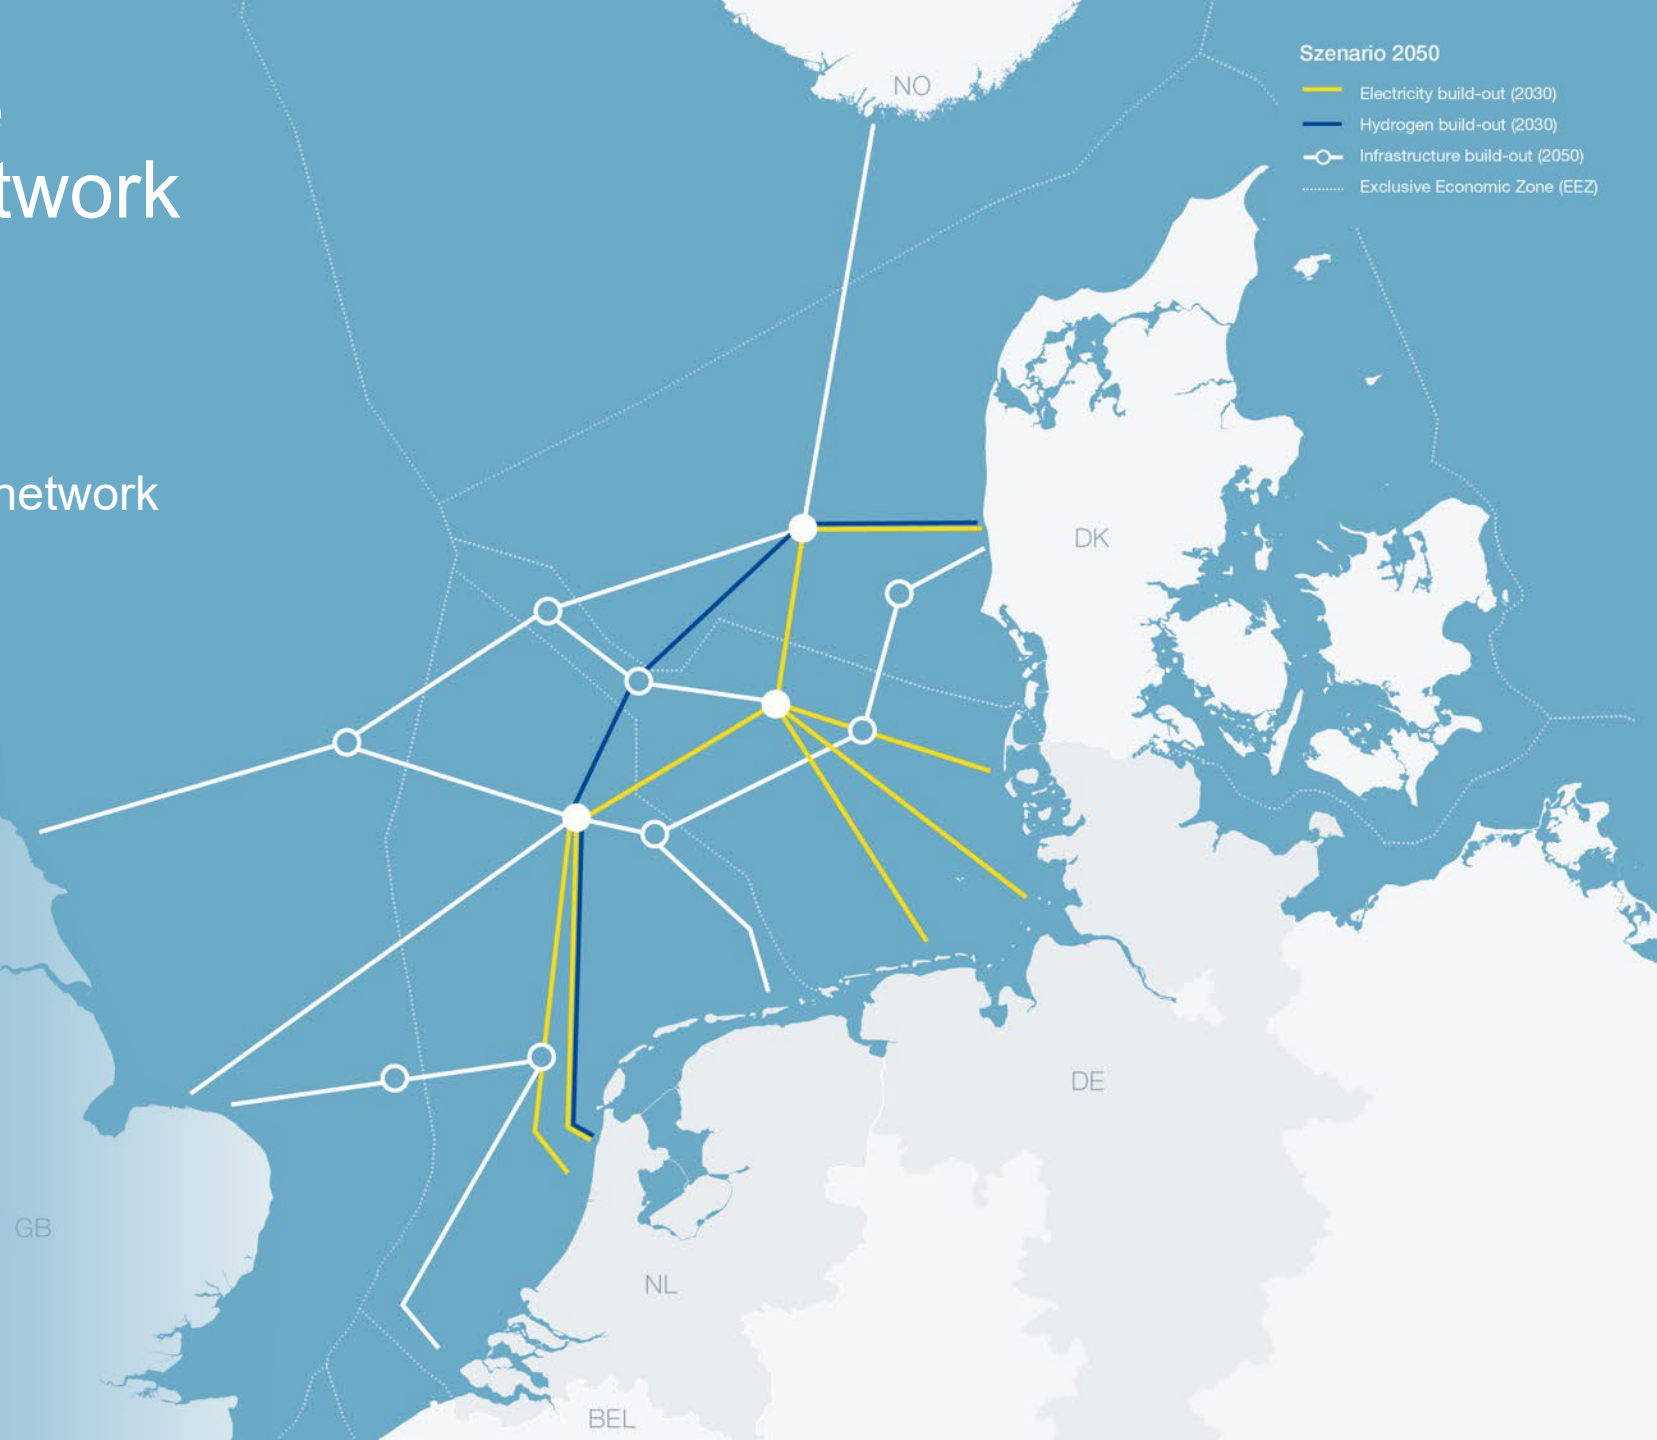 twork
network
Szenario 2050
Electricity build-out (2030)
Hydrogen build-out (2030)
Infrastructure build-out (2050)
Exclusive Economic Zone (EEZ)
NO
DK
DE
GB
NL
BEL